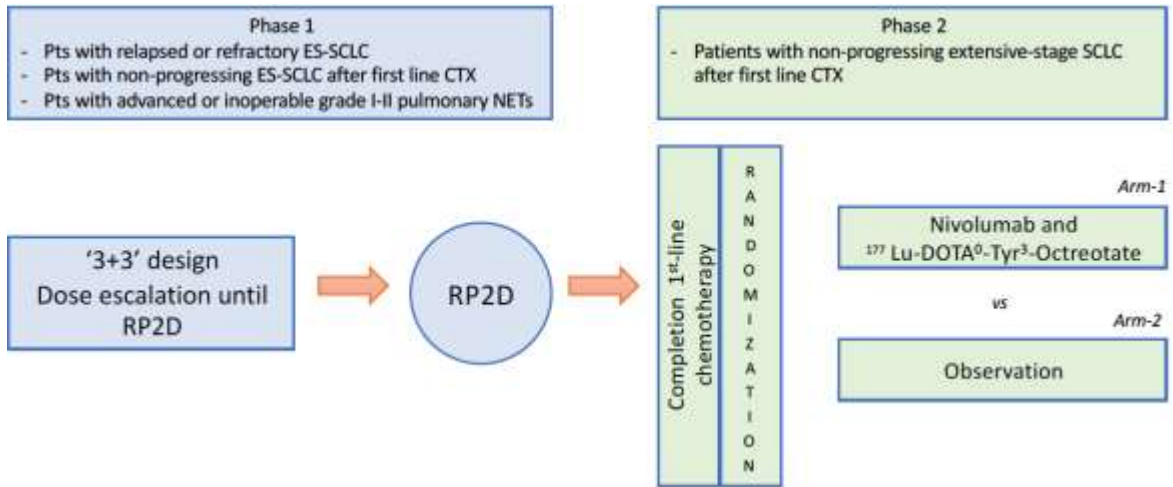 Phase 1
- Pts with relapsed or refractory ES-SCLC
- Pts with non-progressing ES-SCLC after first line CTX
- Pts with advanced or inoperable grade I-II pulmonary NETs
Phase 2
- Patients with non-progressing extensive-stage SCLC
after first line CTX
‘3+3’ design
Dose escalation until
RP2D
RP2D
Completion 1st-line
chemotherapy
RANDOMIZATION
Arm-1
Nivolumab and
¹⁷⁷ Lu-DOTA⁰-Tyr³-Octreotate
vs
Arm-2
Observation